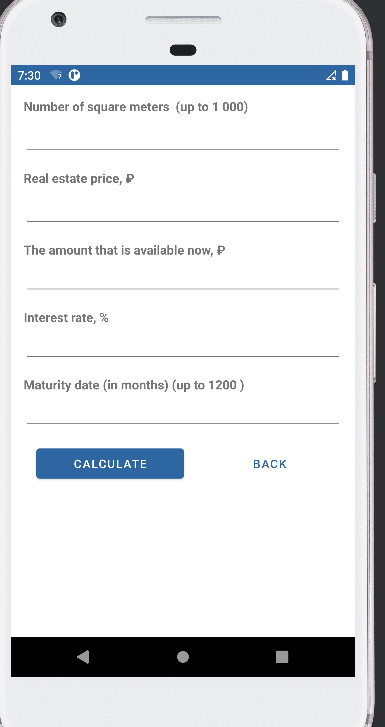 7:30
Number of square meters  (up to 1 000)
Real estate price, ₽
The amount that is available now, ₽
Interest rate, %
Maturity date (in months) (up to 1200 )
CALCULATE BACK